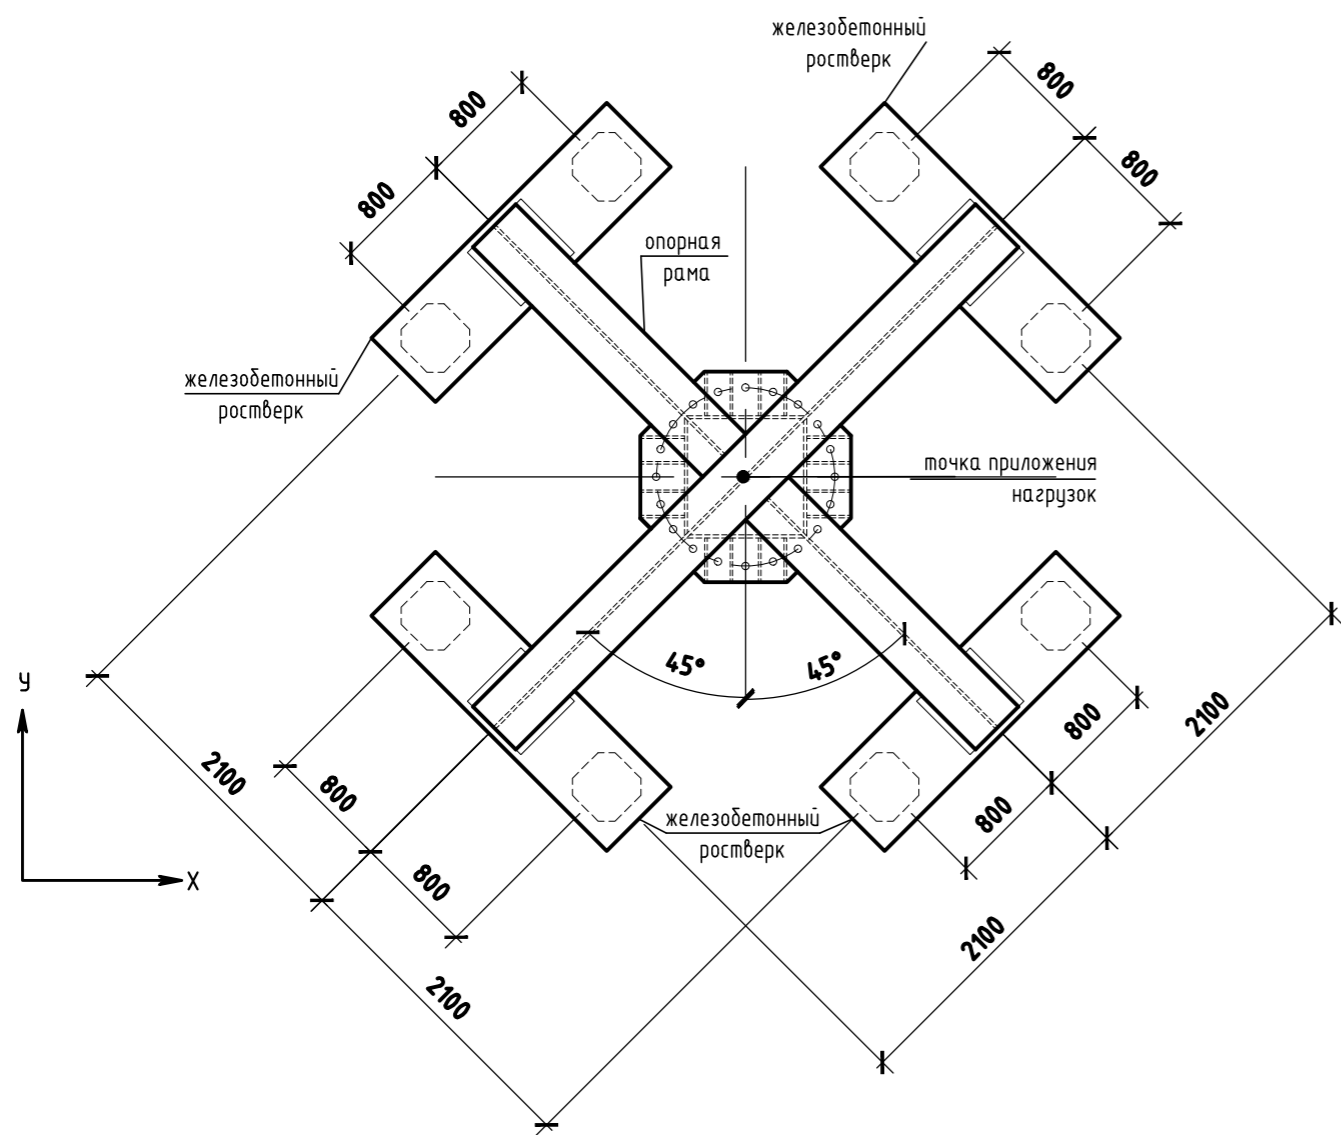 железобетонный
ростверк
800
800
800
800
опорная
рама
железобетонный
ростверк
точка приложения
нагрузок
45°
45°
у
2100
800
800
2100
х
железобетонный
ростверк
800
800
2100
2100